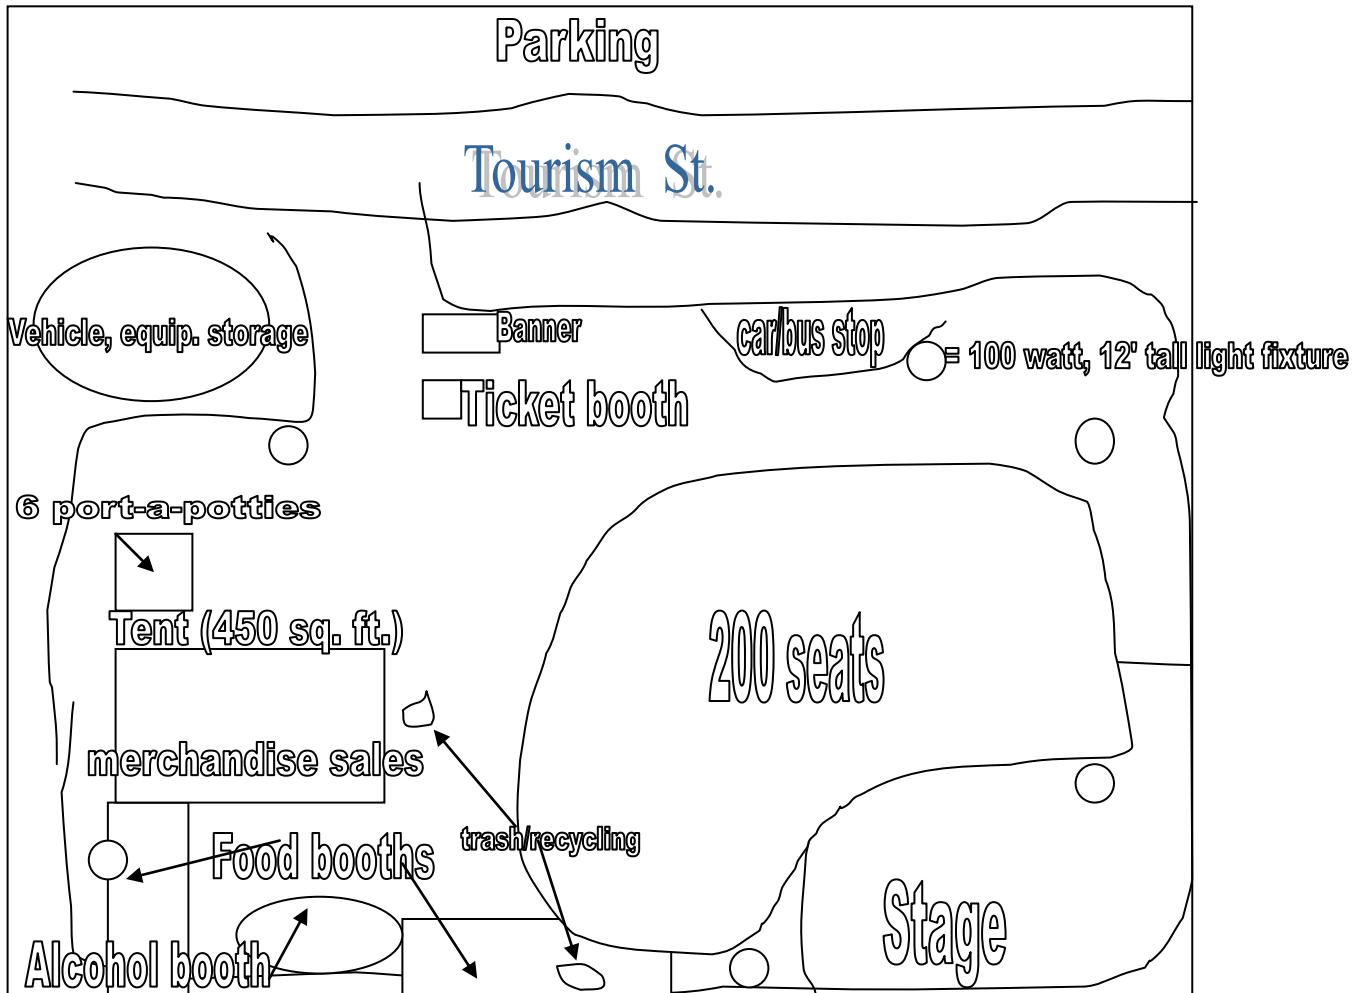 Parking
Tourism St.
Vehicle, equip. storage
Banner
car/bus stop
= 100 watt, 12' tall light fixture
Ticket booth
6 port-a-potties
Tent (450 sq. ft.)
200 seats
merchandise sales
trash/recycling
Food booths
Stage
Alcohol booth